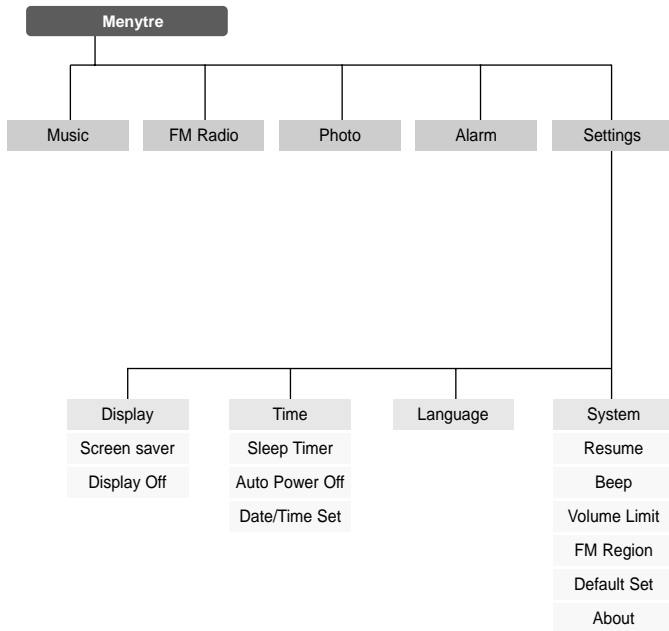 Menytre
Music
FM Radio
Photo
Alarm
Settings
Display
Screen saver
Display Off
Time
Sleep Timer
Auto Power Off
Date/Time Set
Language
System
Resume
Beep
Volume Limit
FM Region
Default Set
About